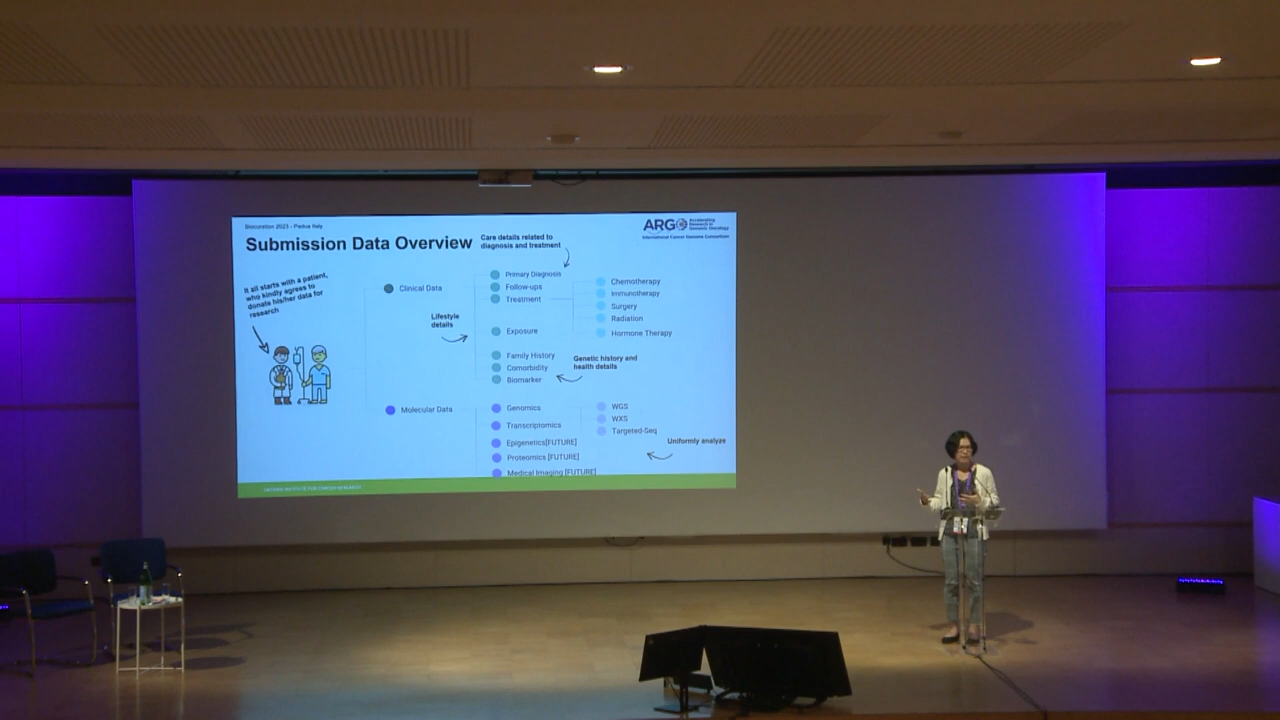 Biocuration 2023 - Padua Italy
Submission Data Overview
Care details related to
diagnosis and treatment
ARGO
Accelerating
Research in
Genomic Oncology
International Cancer Genome Consortium
It all starts with a patient,
who kindly agrees to
donate his/her data for
research
Clinical Data
Lifestyle
details
Primary Diagnosis
Follow-ups
Treatment
Chemotherapy
Immunotherapy
Surgery
Radiation
Hormone Therapy
Exposure
Family History
Comorbidity
Biomarker
Genetic history and
health details
Molecular Data
Genomics
Transcriptomics
Epigenetics[FUTURE]
Proteomics [FUTURE]
Medical Imaging [FUTURE]
WGS
WXS
Targeted-Seq
Uniformly analyze
ONTARIO INSTITUTE FOR CANCER RESEARCH